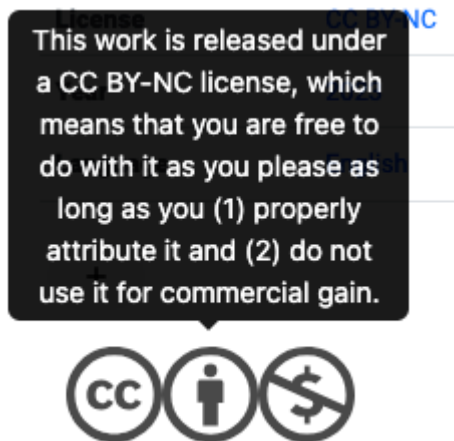 License CC BY-NC
This work is released under
a CC BY-NC license, which
means that you are free to
do with it as you please as
long as you (1) properly
attribute it and (2) do not
use it for commercial gain.
cc
$